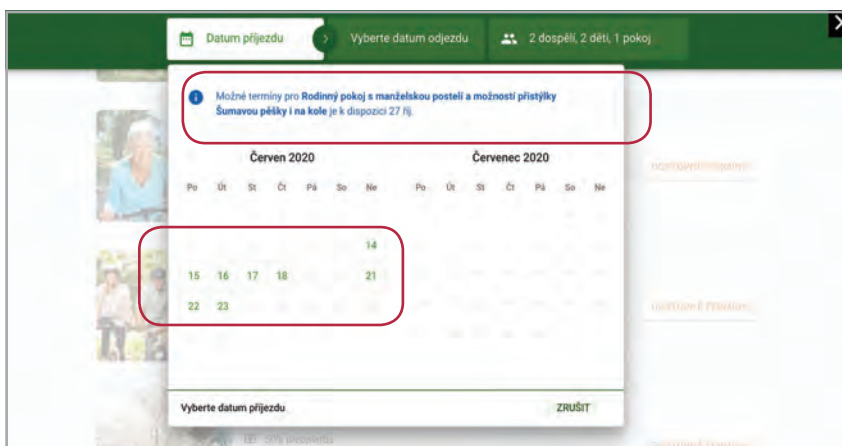 Datum příjezdu
Vyberte datum odjezdu
2 dospělí, 2 děti, 1 pokoj
Možné termíny pro Rodinný pokoj s manželskou postelí a možností přistýlky
Šumavou pěšky i na kole je k dispozici 27 říj.
Červen 2020
Červenec 2020
Po Út St Čt Pá So Ne
Po Út St Čt Pá So Ne
14
15 16 17 18 21
22 23
Vyberte datum příjezdu
ZRUŠIT